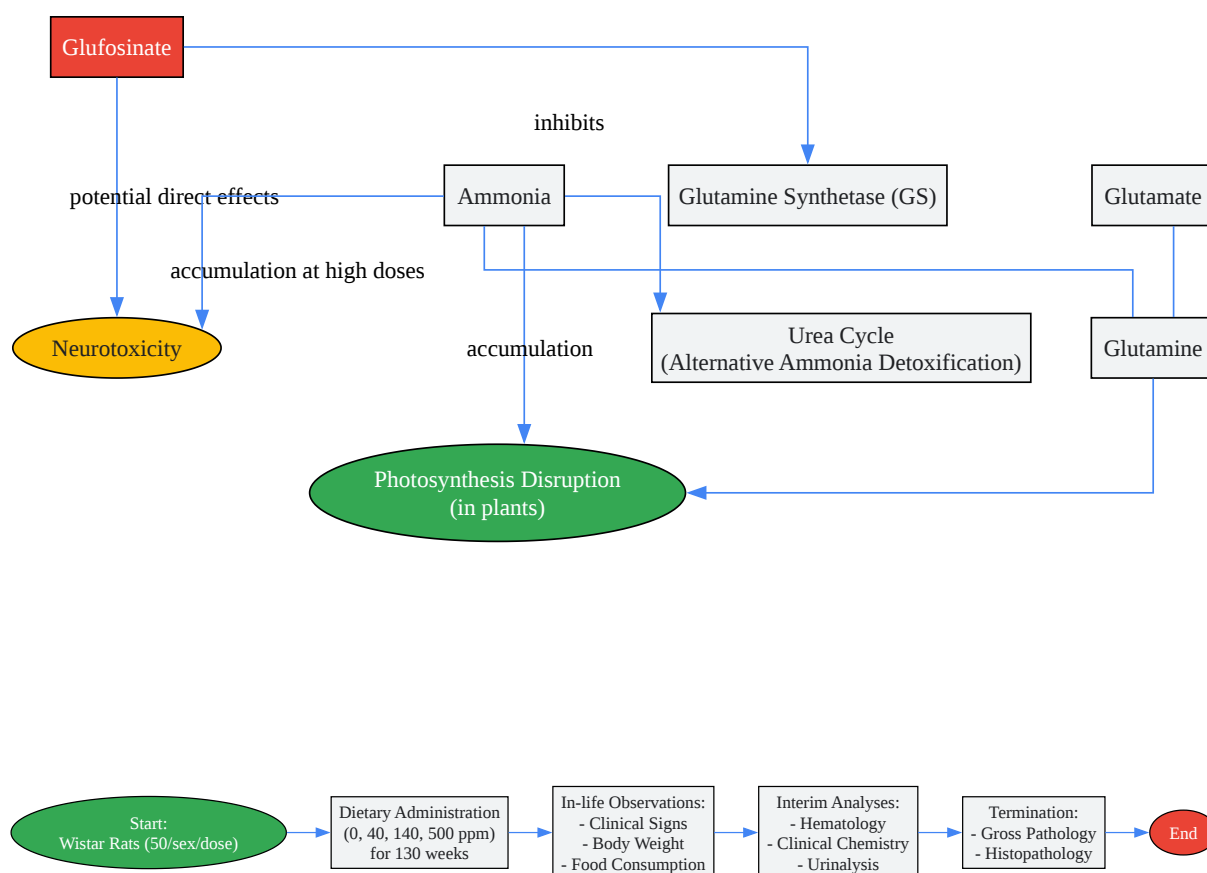 Glufosinate
inhibits
potential direct effects
Ammonia
Glutamine Synthetase (GS)
Glutamate
accumulation at high doses
Neurotoxicity
accumulation
Urea Cycle
(Alternative Ammonia Detoxification)
Glutamine
Photosynthesis Disruption
(in plants)
Start:
Wistar Rats (50/sex/dose)
Dietary Administration
(0, 40, 140, 500 ppm)
for 130 weeks
In-life Observations:
- Clinical Signs
- Body Weight
- Food Consumption
Interim Analyses:
- Hematology
- Clinical Chemistry
- Urinalysis
Termination:
- Gross Pathology
- Histopathology
End